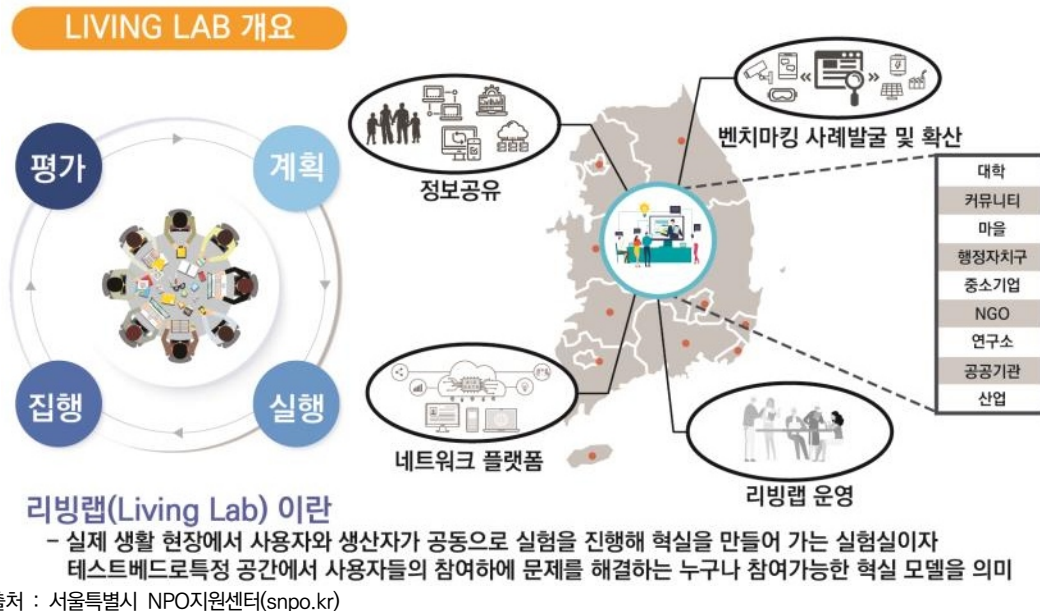 LIVING LAB 개요
평가
계획
집행
실행
정보공유
벤치마킹 사례발굴 및 확산
대학
커뮤니티
마을
행정자치구
중소기업
NGO
연구소
공공기관
산업
네트워크 플랫폼
리빙랩 운영
리빙랩(Living Lab) 이란
– 실제 생활 현장에서 사용자와 생산자가 공동으로 실험을 진행해 혁실을 만들어 가는 실험실이자
테스트베드로특정 공간에서 사용자들의 참여하에 문제를 해결하는 누구나 참여가능한 혁실 모델을 의미
출처 : 서울특별시 NPO지원센터(snpo.kr)